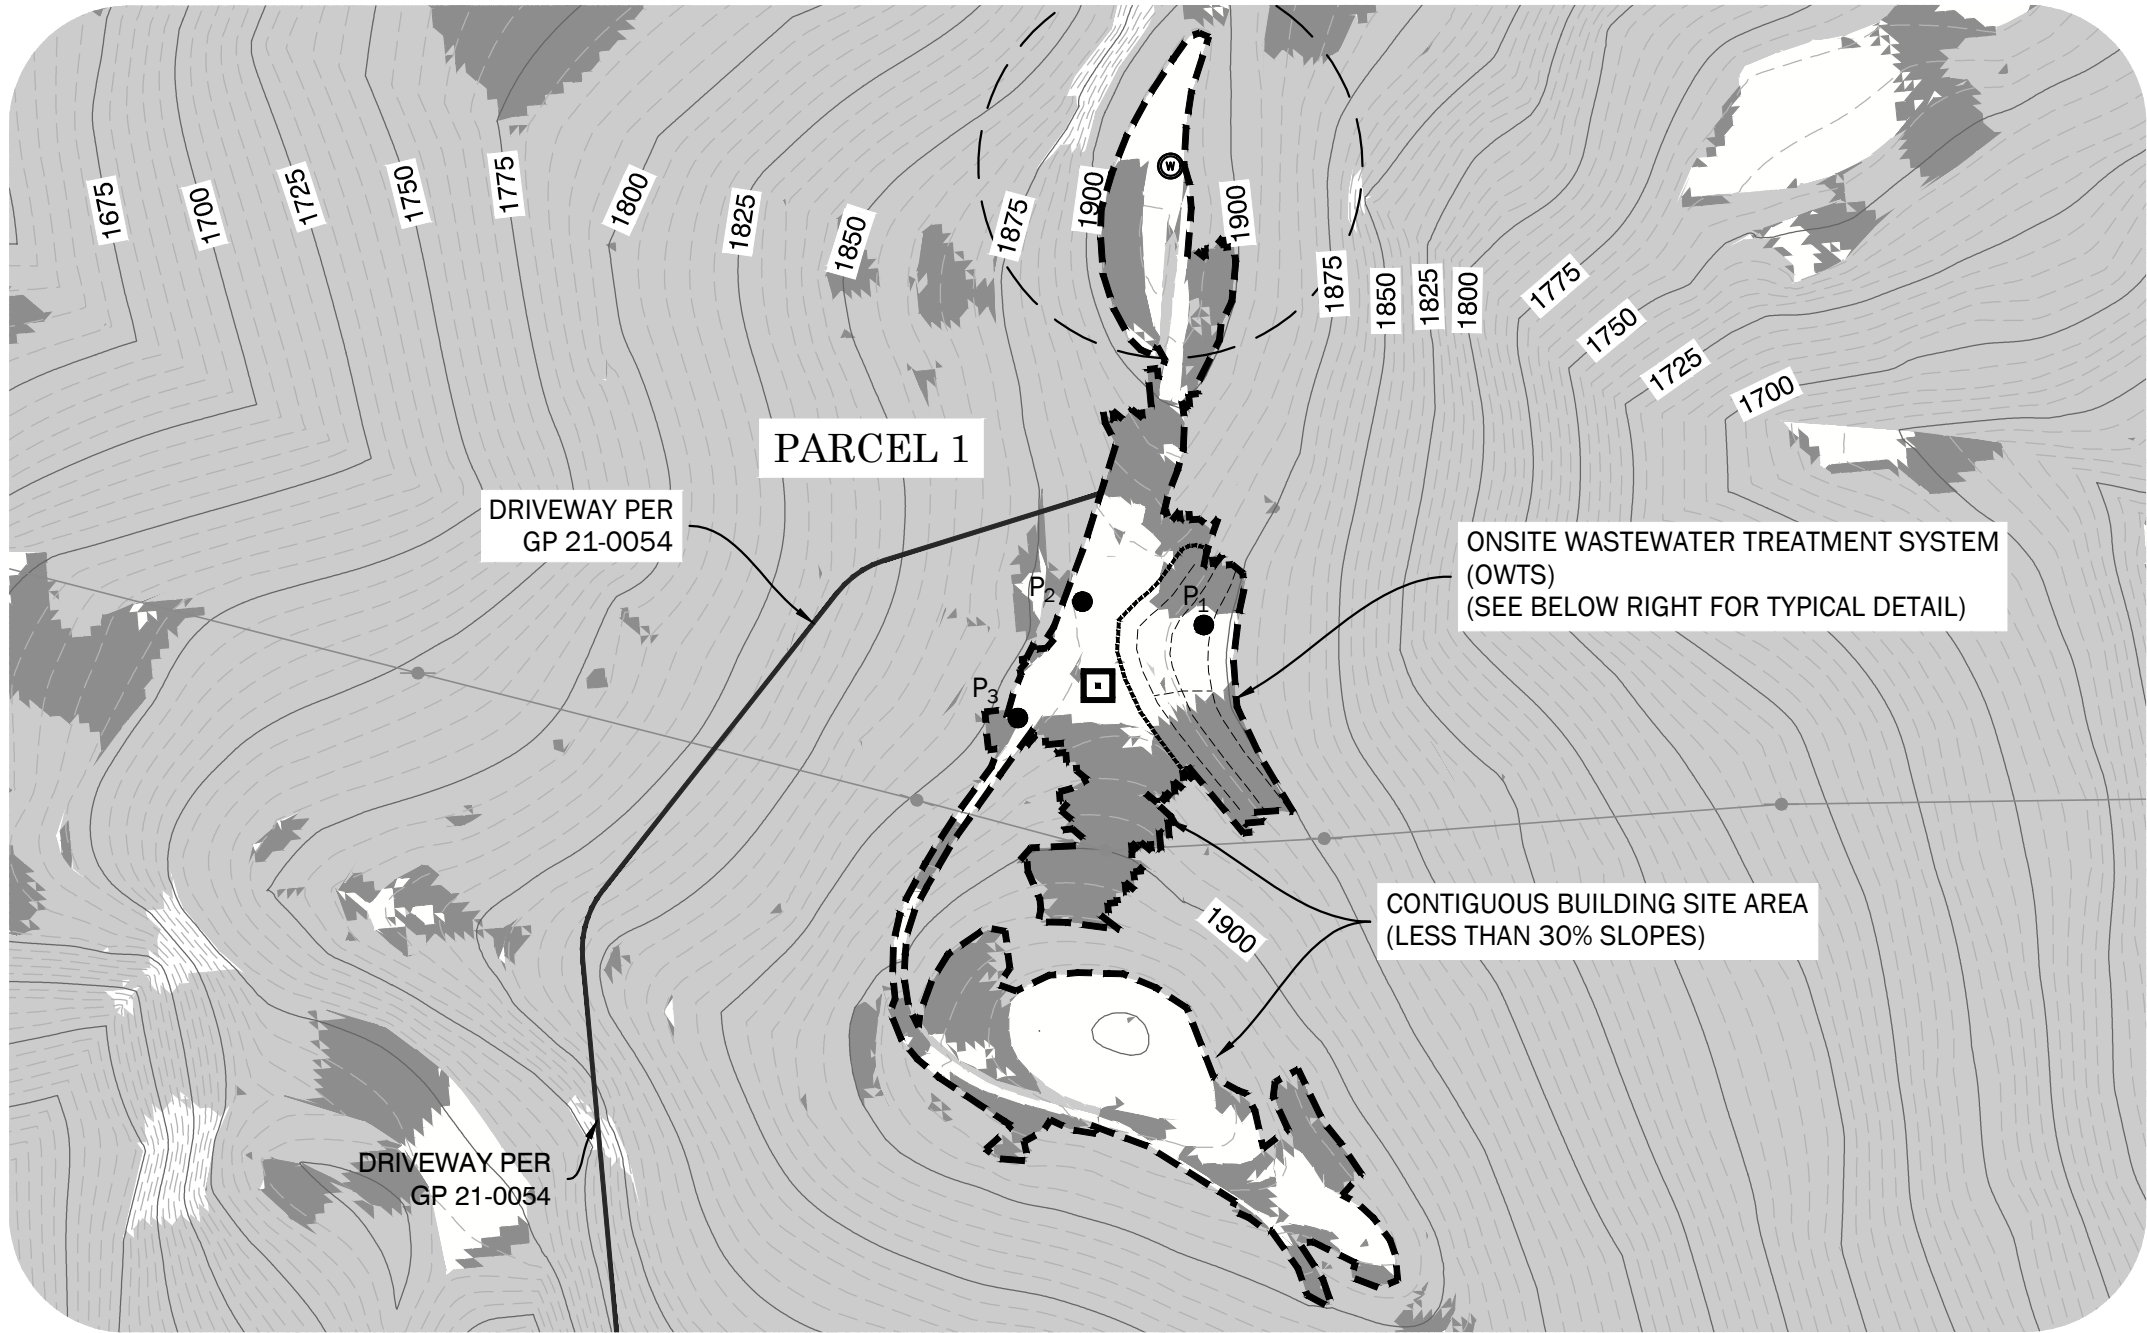 1675
1700
1725
1750
1775
1800
1825
1850
1875
1900
W
1900
1875
1850
1825
1800
1775
1750
1725
1700
PARCEL 1
DRIVEWAY PER
GP 21-0054
ONSITE WASTEWATER TREATMENT SYSTEM
(OWTS)
(SEE BELOW RIGHT FOR TYPICAL DETAIL)
P2
P1
P3
CONTIGUOUS BUILDING SITE AREA
(LESS THAN 30% SLOPES)
1900
DRIVEWAY PER
GP 21-0054